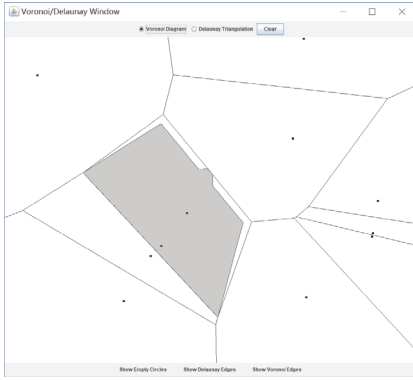 Voronoi/Delaunay Window
Voronoi Diagram Delaunay Triangulation Clear
Show Empty Circles Show Delaunay Edges Show Voronoi Edges